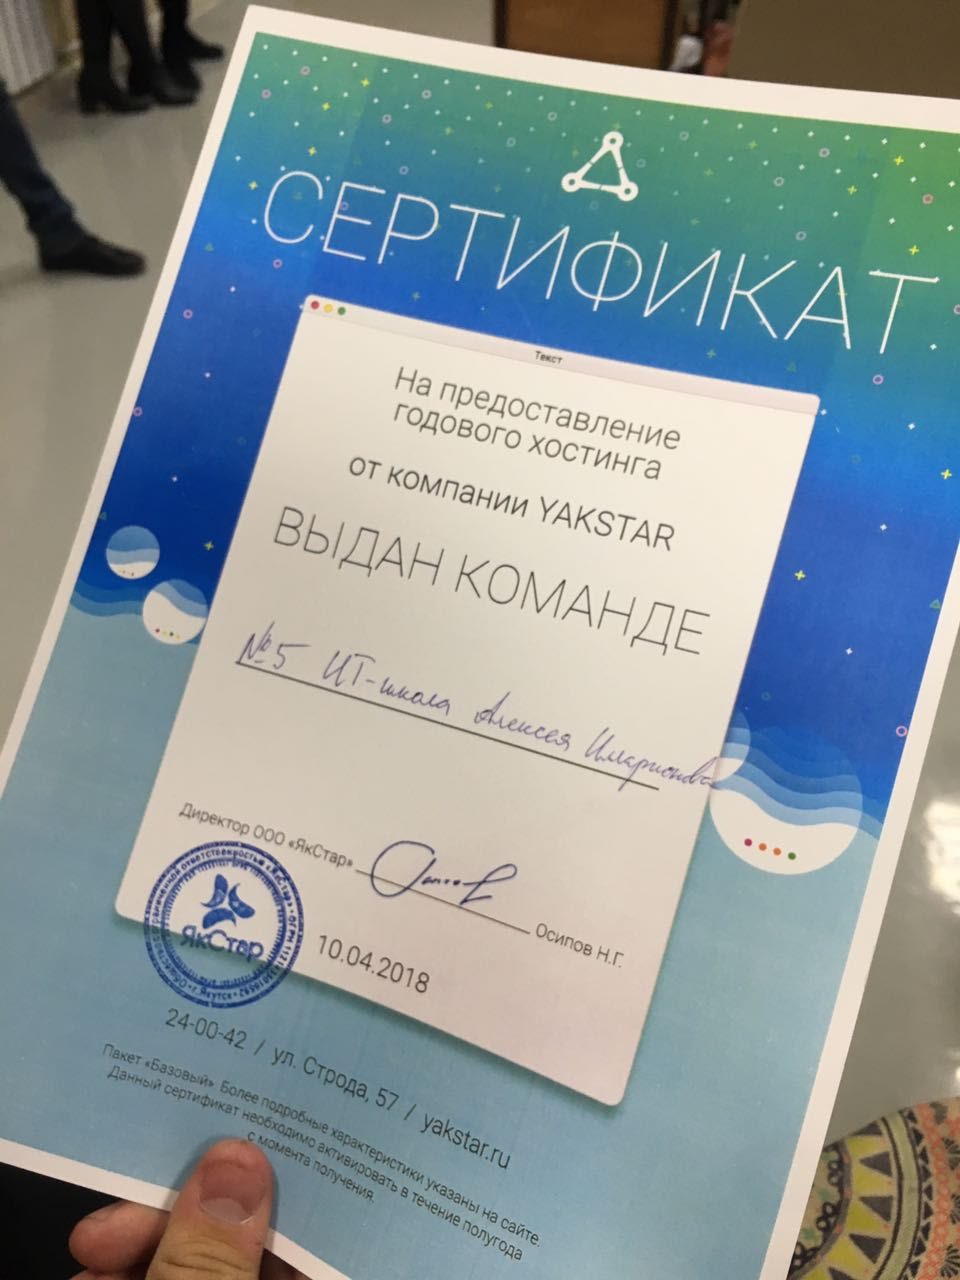 СЕРТИФИКАТ
Текст
На предоставление
годового хостинга
от компании YAKSTAR
ВЫДАН КОМАНДЕ
№5 ИТ-школа Алексея Илларионова
Директор ООО «ЯкСтар»
Осипов Н.Г.
ЯкСтар
10.04.2018
24-00-42 / ул. Строда, 57 / yakstar.ru
Пакет «Базовый» Более подробные характеристики указаны на сайте.
Данный сертификат необходимо активировать в течение полугода
с момента получения.